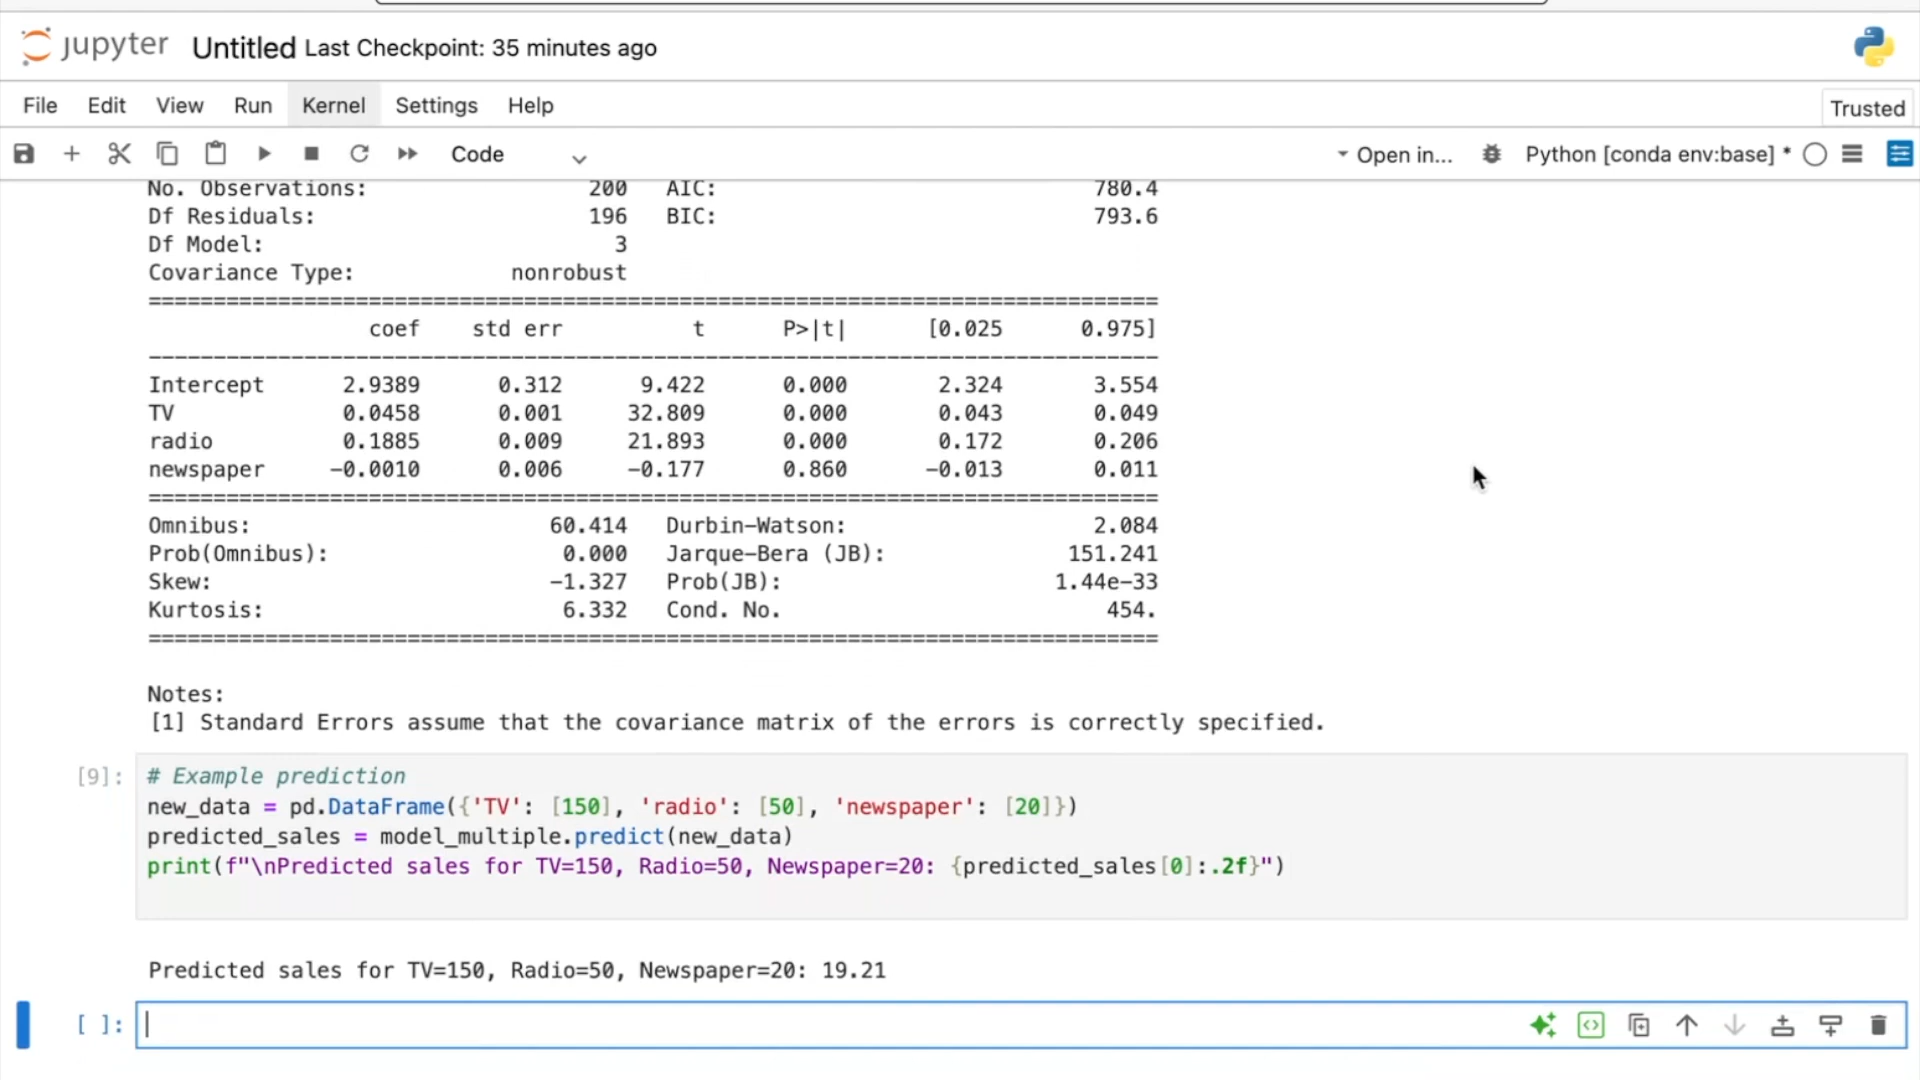 jupyter Untitled Last Checkpoint: 35 minutes ago
File Edit View Run Kernel Settings Help Trusted
Code Open in... Python [conda env:base] *
No. Observations: 200 AIC: 780.4
Df Residuals: 196 BIC: 793.6
Df Model: 3
Covariance Type: nonrobust
==============================================================================
coef std err t P>|t| [0.025 0.975]
------------------------------------------------------------------------------
Intercept 2.9389 0.312 9.422 0.000 2.324 3.554
TV 0.0458 0.001 32.809 0.000 0.043 0.049
radio 0.1885 0.009 21.893 0.000 0.172 0.206
newspaper -0.0010 0.006 -0.177 0.860 -0.013 0.011
==============================================================================
Omnibus: 60.414 Durbin-Watson: 2.084
Prob(Omnibus): 0.000 Jarque-Bera (JB): 151.241
Skew: -1.327 Prob(JB): 1.44e-33
Kurtosis: 6.332 Cond. No. 454.
==============================================================================
Notes:
[1] Standard Errors assume that the covariance matrix of the errors is correctly specified.
[9]: # Example prediction
new_data = pd.DataFrame({'TV': [150], 'radio': [50], 'newspaper': [20]})
predicted_sales = model_multiple.predict(new_data)
print(f"\nPredicted sales for TV=150, Radio=50, Newspaper=20: {predicted_sales[0]:.2f}")
Predicted sales for TV=150, Radio=50, Newspaper=20: 19.21
[ ]: